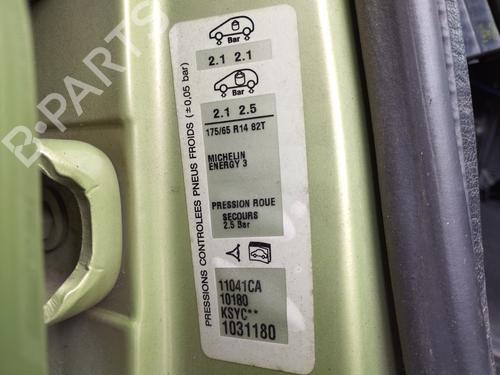 PRESSIONS CONTROLEES PNEUS FROIDS (±0,05 bar)
Bar
2.1 2.1
Bar
2.1 2.5
175/65 R14 82T
MICHELIN
ENERGY 3
PRESSION ROUE
SECOURS
2.5 Bar
11041CA
10180
KSYC**
1031180
B-PARTS